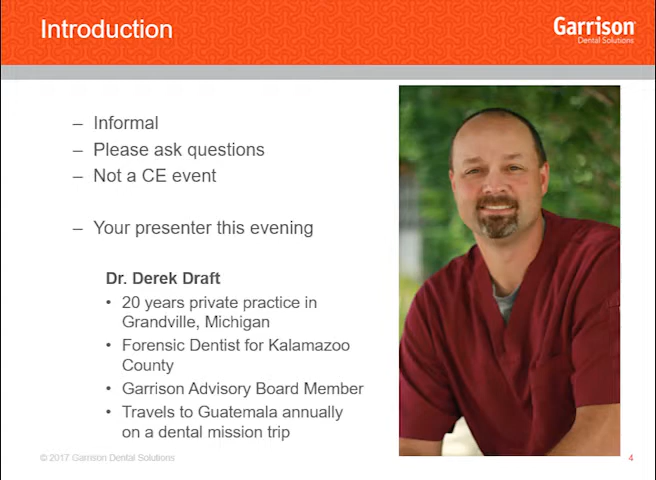 Introduction
Garrison
Dental Solutions
– Informal
– Please ask questions
– Not a CE event
– Your presenter this evening
Dr. Derek Draft
• 20 years private practice in
Grandville, Michigan
• Forensic Dentist for Kalamazoo
County
• Garrison Advisory Board Member
• Travels to Guatemala annually
on a dental mission trip
© 2017 Garrison Dental Solutions
4